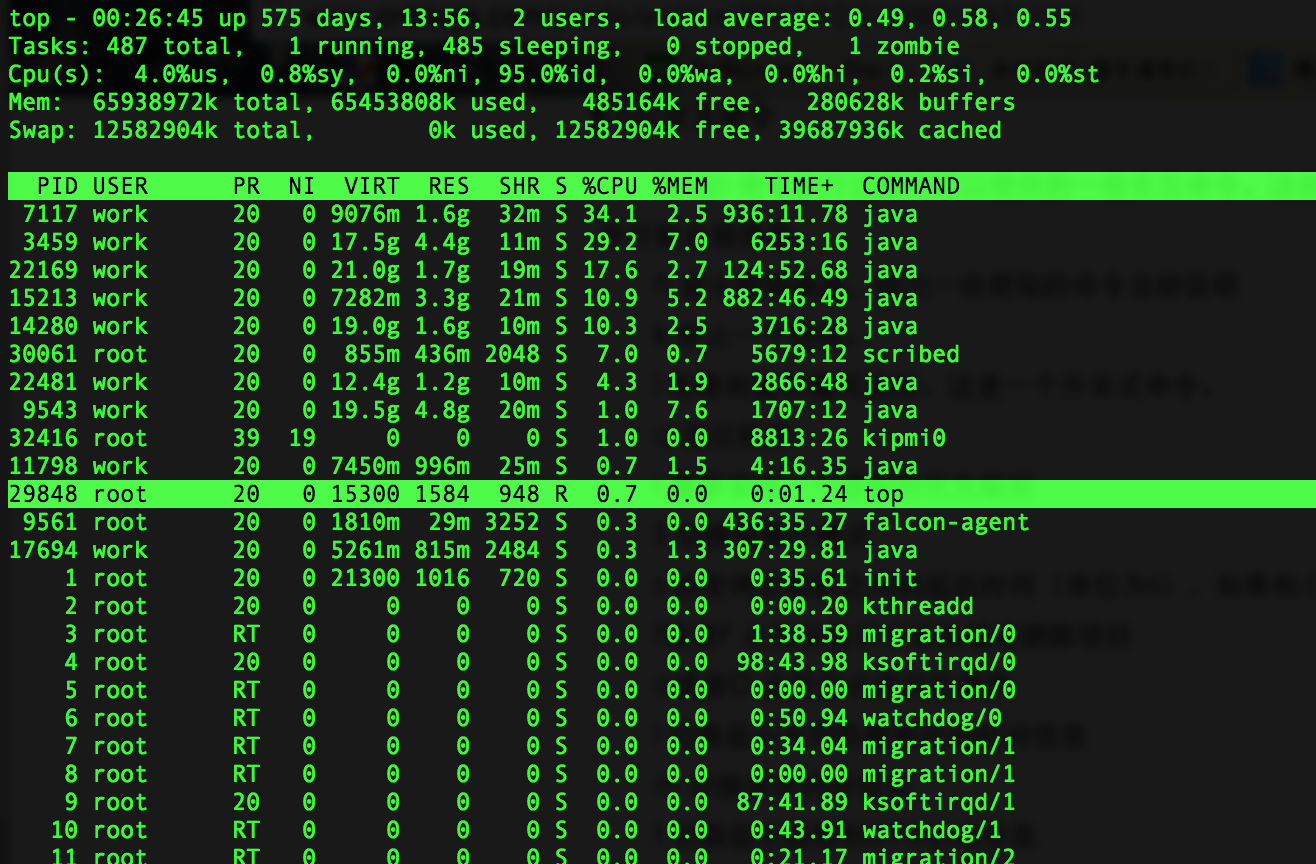 top - 00:26:45 up 575 days, 13:56,  2 users,  load average: 0.49, 0.58, 0.55
Tasks: 487 total,   1 running, 485 sleeping,   0 stopped,   1 zombie
Cpu(s):  4.0%us,  0.8%sy,  0.0%ni, 95.0%id,  0.0%wa,  0.0%hi,  0.2%si,  0.0%st
Mem:  65938972k total, 65453808k used,   485164k free,   280628k buffers
Swap: 12582904k total,        0k used, 12582904k free, 39687936k cached
  PID USER      PR  NI  VIRT  RES  SHR S %CPU %MEM    TIME+  COMMAND
 7117 work      20   0 9076m 1.6g  32m S 34.1  2.5 936:11.78 java
 3459 work      20   0 17.5g 4.4g  11m S 29.2  7.0   6253:16 java
22169 work      20   0 21.0g 1.7g  19m S 17.6  2.7 124:52.68 java
15213 work      20   0 7282m 3.3g  21m S 10.9  5.2 882:46.49 java
14280 work      20   0 19.0g 1.6g  10m S 10.3  2.5   3716:28 java
30061 root      20   0  855m 436m 2048 S  7.0  0.7   5679:12 scribed
22481 work      20   0 12.4g 1.2g  10m S  4.3  1.9   2866:48 java
 9543 work      20   0 19.5g 4.8g  20m S  1.0  7.6   1707:12 java
32416 root      39  19     0    0    0 S  1.0  0.0   8813:26 kipmi0
11798 work      20   0 7450m 996m  25m S  0.7  1.5   4:16.35 java
29848 root      20   0 15300 1584  948 R  0.7  0.0   0:01.24 top
 9561 root      20   0 1810m  29m 3252 S  0.3  0.0 436:35.27 falcon-agent
17694 work      20   0 5261m 815m 2484 S  0.3  1.3 307:29.81 java
    1 root      20   0 21300 1016  720 S  0.0  0.0   0:35.61 init
    2 root      20   0     0    0    0 S  0.0  0.0   0:00.20 kthreadd
    3 root      RT   0     0    0    0 S  0.0  0.0   1:38.59 migration/0
    4 root      20   0     0    0    0 S  0.0  0.0  98:43.98 ksoftirqd/0
    5 root      RT   0     0    0    0 S  0.0  0.0   0:00.00 migration/0
    6 root      RT   0     0    0    0 S  0.0  0.0   0:50.94 watchdog/0
    7 root      RT   0     0    0    0 S  0.0  0.0   0:34.04 migration/1
    8 root      RT   0     0    0    0 S  0.0  0.0   0:00.00 migration/1
    9 root      20   0     0    0    0 S  0.0  0.0  87:41.89 ksoftirqd/1
   10 root      RT   0     0    0    0 S  0.0  0.0   0:43.91 watchdog/1
   11 root      RT   0     0    0    0 S  0.0  0.0   0:21.17 migration/2